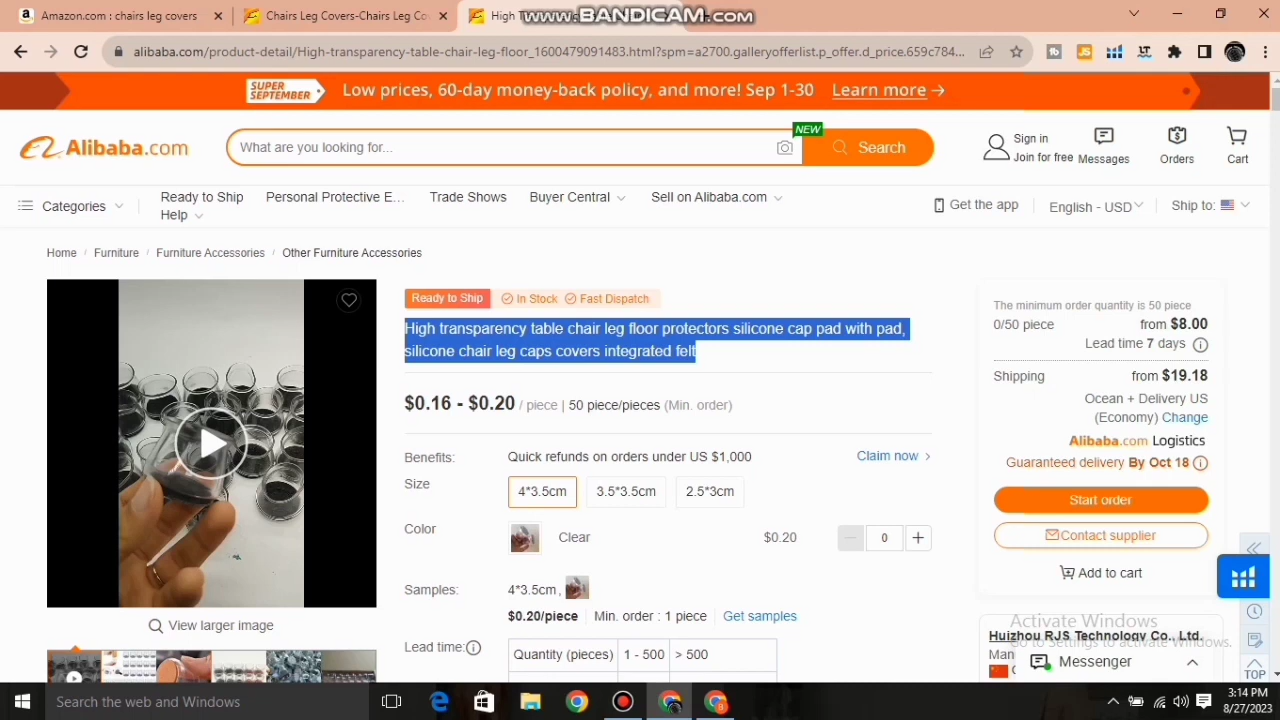 Amazon.com : chairs leg covers
Chairs Leg Covers-Chairs Leg Co
High T
www.BANDICAM.com
alibaba.com/product-detail/High-transparency-table-chair-leg-floor_1600479091483.html?spm=a2700.galleryofferlist.p_offer.d_price.659c784...
SUPER SEPTEMBER
Low prices, 60-day money-back policy, and more! Sep 1-30 Learn more →
Alibaba.com
What are you looking for...
NEW
Search
Sign in
Join for free
Messages
Orders
Cart
Categories
Ready to Ship
Personal Protective E...
Trade Shows
Buyer Central
Sell on Alibaba.com
Help
Get the app
English - USD
Ship to:
Home / Furniture / Furniture Accessories / Other Furniture Accessories
Ready to Ship In Stock Fast Dispatch
High transparency table chair leg floor protectors silicone cap pad with pad,
silicone chair leg caps covers integrated felt
$0.16 - $0.20 / piece | 50 piece/pieces (Min. order)
Benefits: Quick refunds on orders under US $1,000 Claim now >
Size 4*3.5cm 3.5*3.5cm 2.5*3cm
Color Clear $0.20 — 0 +
Samples: 4*3.5cm,
$0.20/piece Min. order : 1 piece Get samples
Lead time:
Quantity (pieces) 1 - 500 > 500
View larger image
The minimum order quantity is 50 piece
0/50 piece from $8.00
Lead time 7 days
Shipping from $19.18
Ocean + Delivery US
(Economy) Change
Alibaba.com Logistics
Guaranteed delivery By Oct 18
Start order
Contact supplier
Add to cart
Activate Windows
Go to Settings to activate Windows.
Huizhou RJS Technology Co., Ltd.
Man
Messenger
TOP
Search the web and Windows
3:14 PM
8/27/2023